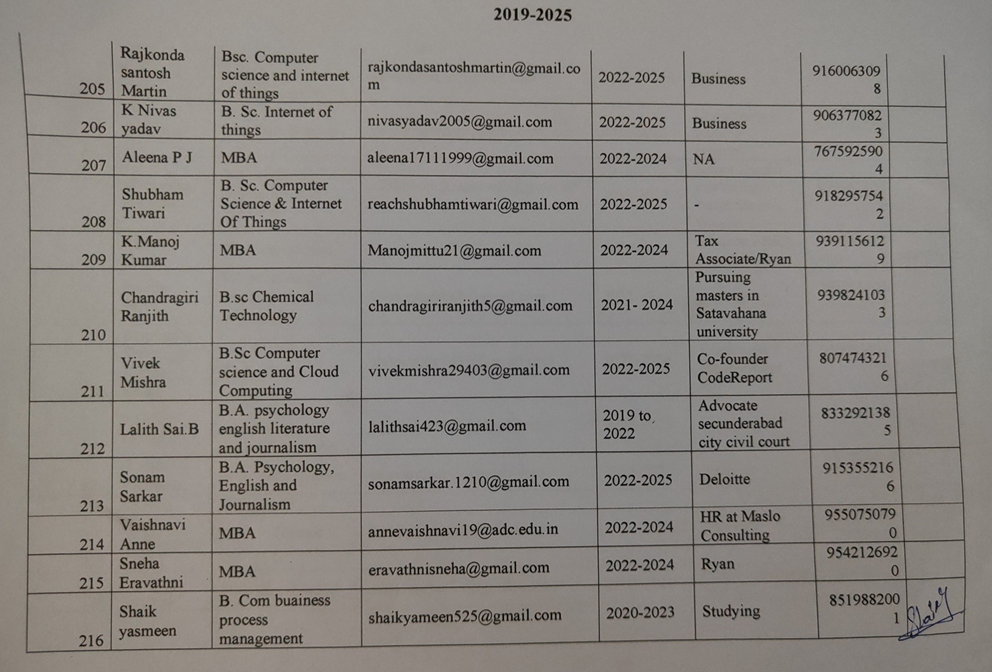 2019-2025
205 Rajkonda santosh Martin Bsc. Computer science and internet of things rajkondasantoshmartin@gmail.com 2022-2025 Business 9160063098
206 K Nivas yadav B. Sc. Internet of things nivasyadav2005@gmail.com 2022-2025 Business 9063770823
207 Aleena P J MBA aleena17111999@gmail.com 2022-2024 NA 7675925904
208 Shubham Tiwari B. Sc. Computer Science & Internet Of Things reachshubhamtiwari@gmail.com 2022-2025 - 9182957542
209 K.Manoj Kumar MBA Manojmittu21@gmail.com 2022-2024 Tax Associate/Ryan 9391156129
210 Chandragiri Ranjith B.sc Chemical Technology chandragiriranjith5@gmail.com 2021- 2024 Pursuing masters in Satavahana university 9398241033
211 Vivek Mishra B.Sc Computer science and Cloud Computing vivekmishra29403@gmail.com 2022-2025 Co-founder CodeReport 8074743216
212 Lalith Sai.B B.A. psychology english literature and journalism lalithsai423@gmail.com 2019 to 2022 Advocate secunderabad city civil court 8332921385
213 Sonam Sarkar B.A. Psychology, English and Journalism sonamsarkar.1210@gmail.com 2022-2025 Deloitte 9153552166
214 Vaishnavi Anne MBA annevaishnavi19@adc.edu.in 2022-2024 HR at Maslo Consulting 9550750790
215 Sneha Eravathni MBA eravathnisneha@gmail.com 2022-2024 Ryan 9542126920
216 Shaik yasmeen B. Com buainess process management shaikyameen525@gmail.com 2020-2023 Studying 8519882001